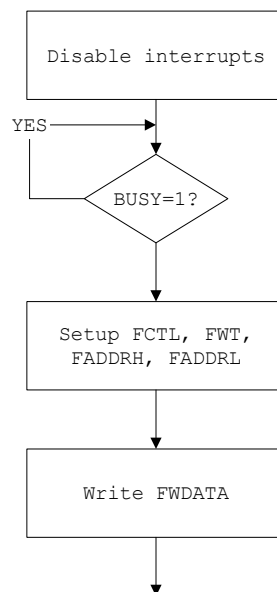 Disable interrupts
YES
BUSY=1?
Setup FCTL, FWT,
FADDRH, FADDRL
Write FWDATA